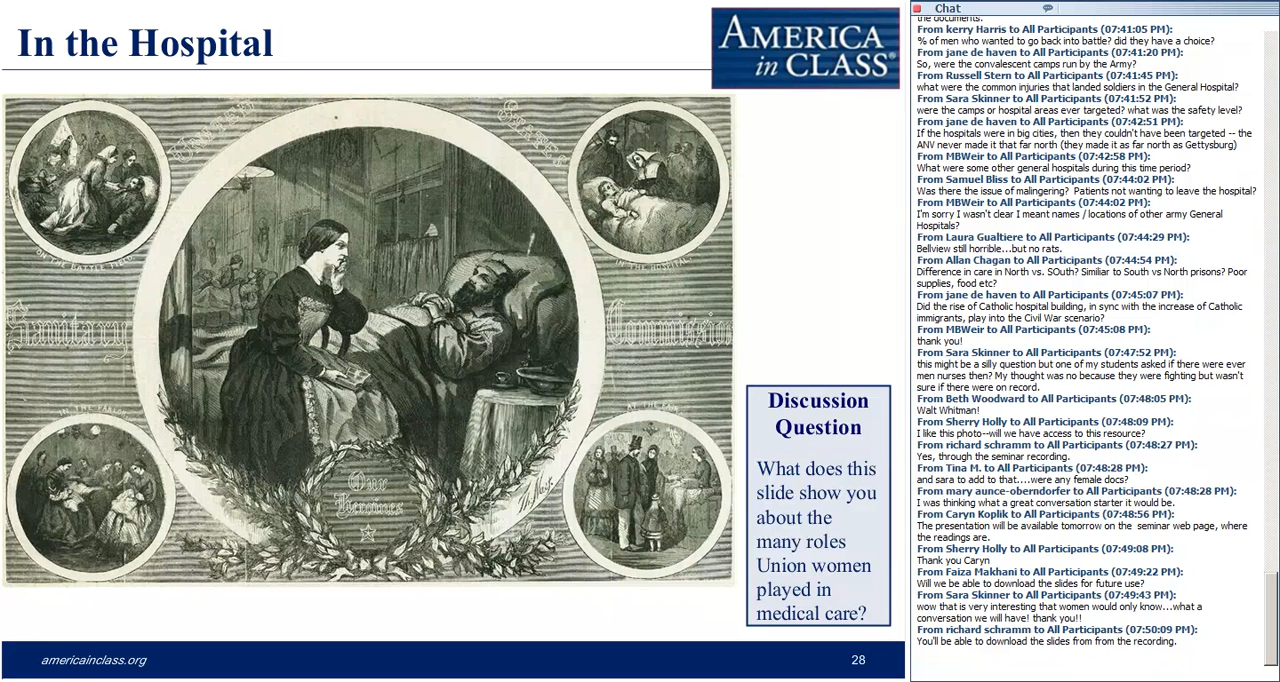 In the Hospital
AMERICA
in CLASS®
ON THE BATTLE FIELD
IN THE HOSPITAL
Sanitary
Commission
IN THE PARLOR
AT THE FAIR
Our
Heroines
Discussion
Question
What does this
slide show you
about the
many roles
Union women
played in
medical care?
americainclass.org
28
Chat
the documents.
From kerry Harris to All Participants (07:41:05 PM):
% of men who wanted to go back into battle? did they have a choice?
From jane de haven to All Participants (07:41:20 PM):
So, were the convalescent camps run by the Army?
From Russell Stern to All Participants (07:41:45 PM):
what were the common injuries that landed soldiers in the General Hospital?
From Sara Skinner to All Participants (07:41:52 PM):
were the camps or hospital areas ever targeted? what was the safety level?
From jane de haven to All Participants (07:42:51 PM):
If the hospitals were in big cities, then they couldn't have been targeted -- the
ANV never made it that far north (they made it as far north as Gettysburg)
From MBWeir to All Participants (07:42:58 PM):
What were some other general hospitals during this time period?
From Samuel Bliss to All Participants (07:44:02 PM):
Was there the issue of malingering?  Patients not wanting to leave the hospital?
From MBWeir to All Participants (07:44:02 PM):
I'm sorry I wasn't clear I meant names / locations of other army General
Hospitals?
From Laura Gualtiere to All Participants (07:44:29 PM):
Bellview still horrible...but no rats.
From Allan Chagan to All Participants (07:44:54 PM):
Difference in care in North vs. SOuth? Similiar to South vs North prisons? Poor
supplies, food etc?
From jane de haven to All Participants (07:45:07 PM):
Did the rise of Catholic hospital building, in sync with the increase of Catholic
immigrants, play into the Civil War scenario?
From MBWeir to All Participants (07:45:08 PM):
thank you!
From Sara Skinner to All Participants (07:47:52 PM):
this might be a silly question but one of my students asked if there were ever
men nurses then? My thought was no because they were fighting but wasn't
sure if there were on record.
From Beth Woodward to All Participants (07:48:05 PM):
Walt Whitman!
From Sherry Holly to All Participants (07:48:09 PM):
I like this photo--will we have access to this resource?
From richard schramm to All Participants (07:48:27 PM):
Yes, through the seminar recording.
From Tina M. to All Participants (07:48:28 PM):
and sara to add to that....were any female docs?
From mary aunce-oberndorfer to All Participants (07:48:28 PM):
I was thinking what a great conversation starter it would be.
From Caryn Koplik to All Participants (07:48:56 PM):
The presentation will be available tomorrow on the  seminar web page, where
the readings are.
From Sherry Holly to All Participants (07:49:08 PM):
Thank you Caryn
From Faiza Makhani to All Participants (07:49:22 PM):
Will we be able to download the slides for future use?
From Sara Skinner to All Participants (07:49:43 PM):
wow that is very interesting that women would only know...what a
conversation we will have! thank you!!
From richard schramm to All Participants (07:50:09 PM):
You'll be able to download the slides from from the recording.